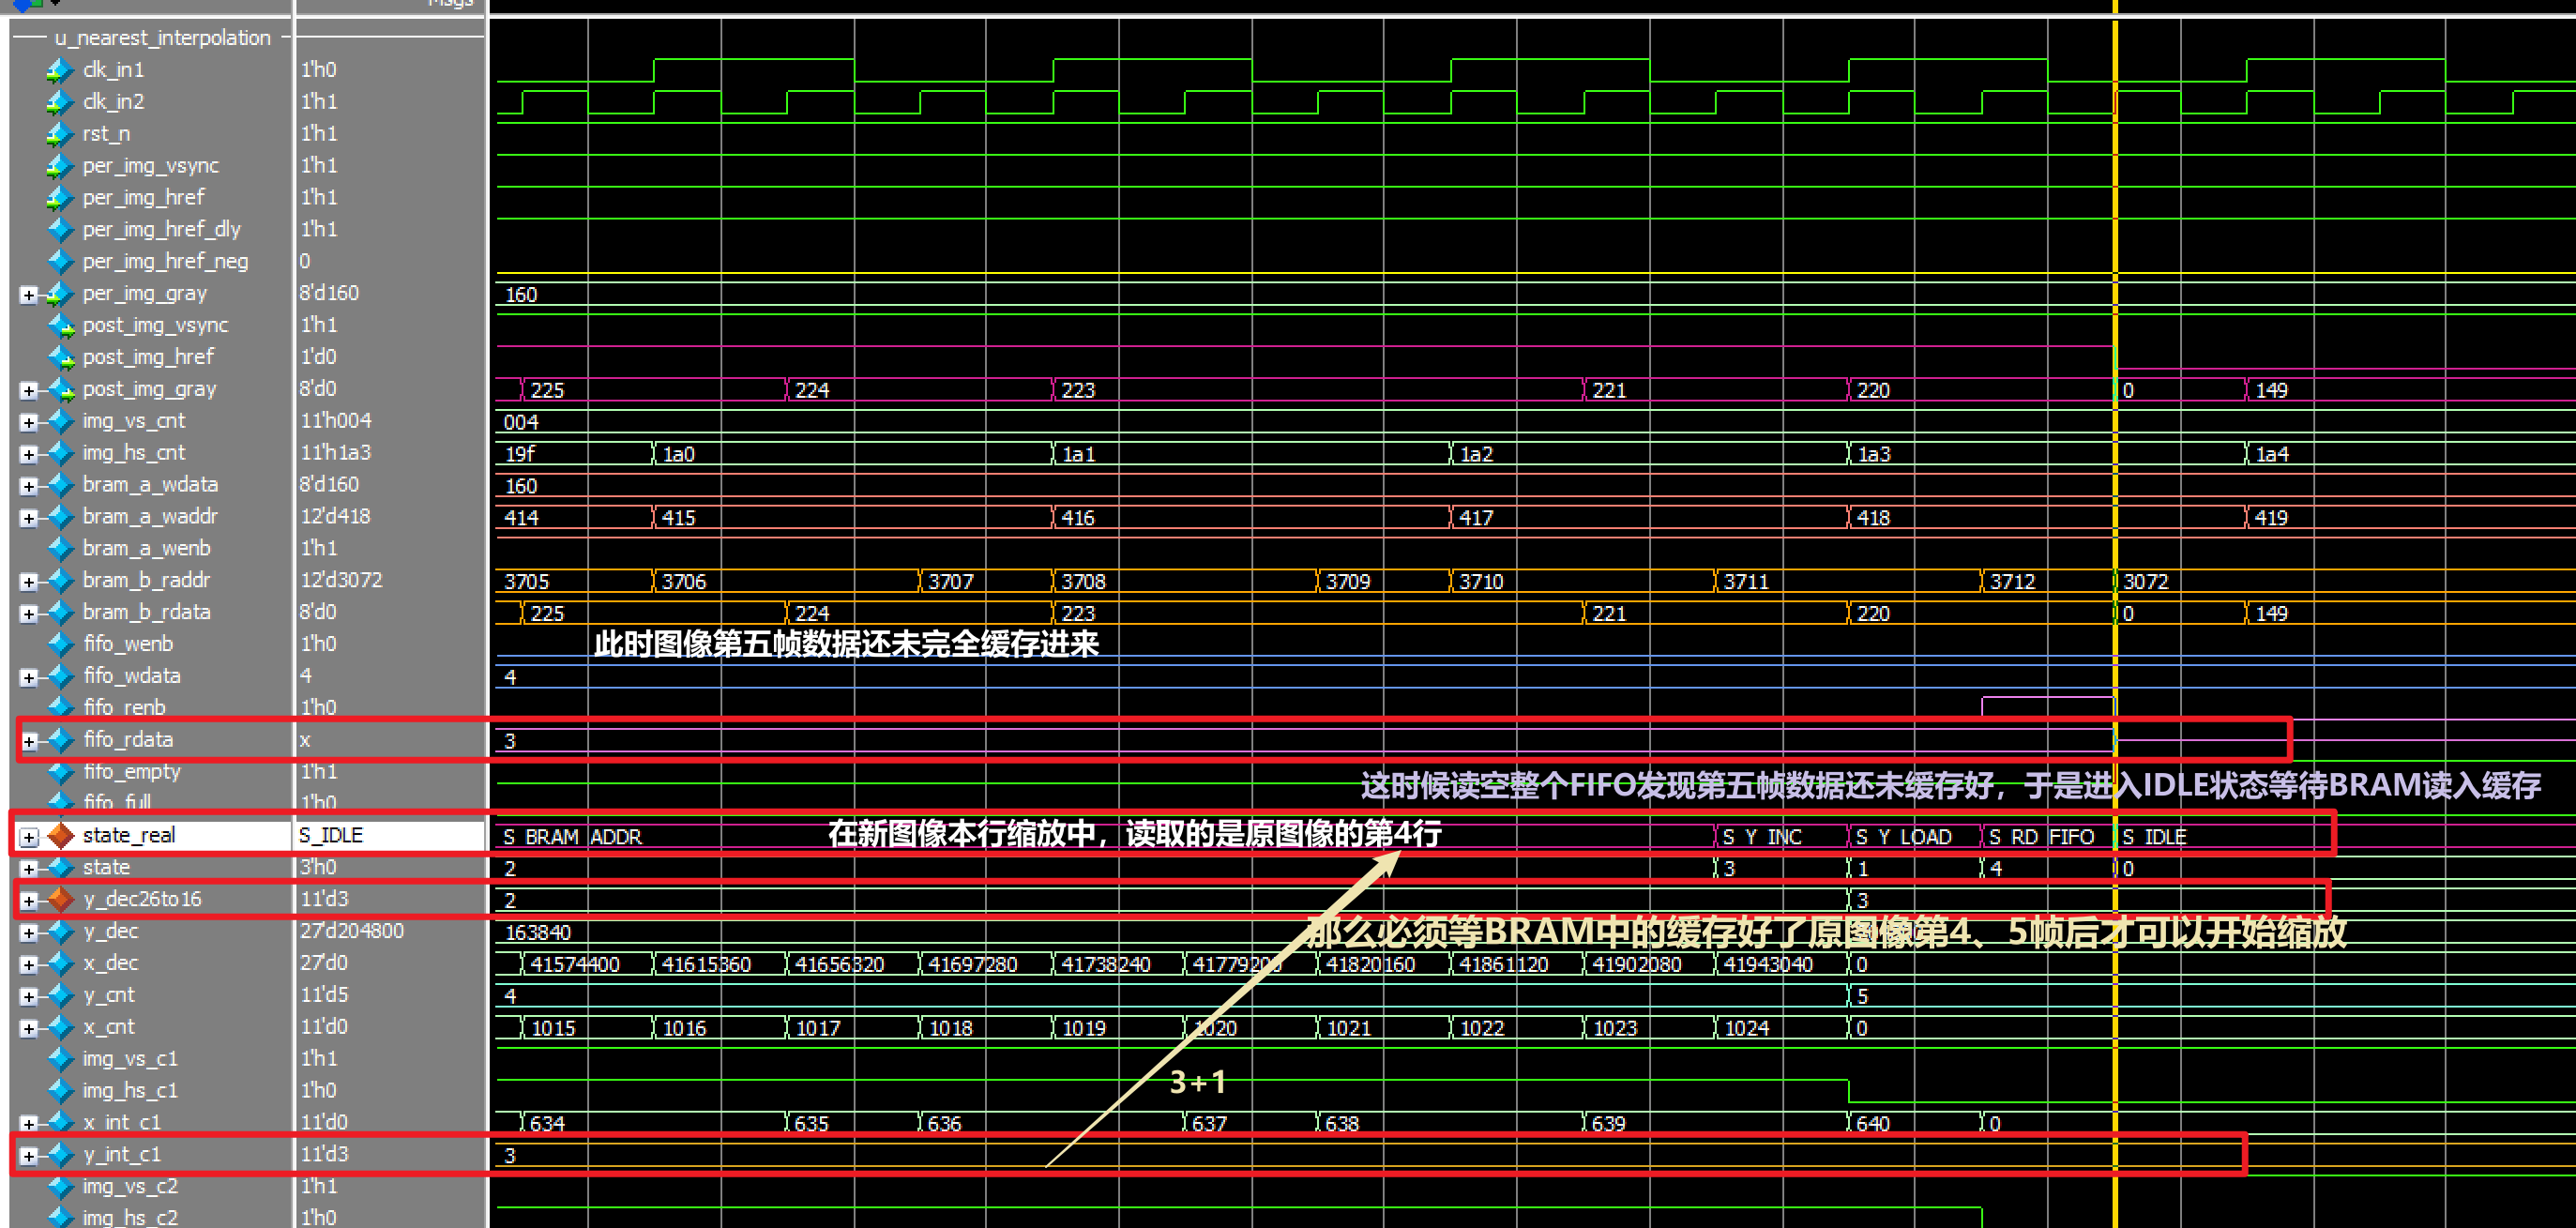 Msgs
u_nearest_interpolation
clk_in1 1'h0
clk_in2 1'h1
rst_n 1'h1
per_img_vsync 1'h1
per_img_href 1'h1
per_img_href_dly 1'h1
per_img_href_neg 0
per_img_gray 8'd160 160
post_img_vsync 1'h1
post_img_href 1'd0
post_img_gray 8'd0 225 224 223 221 220 0 149
img_vs_cnt 11'h004 004
img_hs_cnt 11'h1a3 19f 1a0 1a1 1a2 1a3 1a4
bram_a_wdata 8'd160 160
bram_a_waddr 12'd418 414 415 416 417 418 419
bram_a_wenb 1'h1
bram_b_raddr 12'd3072 3705 3706 3707 3708 3709 3710 3711 3712 3072
bram_b_rdata 8'd0 225 224 223 221 220 0 149
fifo_wenb 1'h0 此时图像第五帧数据还未完全缓存进来
fifo_wdata 4 4
fifo_renb 1'h0
fifo_rdata x 3
fifo_empty 1'h1 这时候读空整个FIFO发现第五帧数据还未缓存好，于是进入IDLE状态等待BRAM读入缓存
fifo_full 1'h0
state_real S_IDLE S_BRAM_ADDR 在新图像本行缩放中，读取的是原图像的第4行 S_Y_INC S_Y_LOAD S_RD_FIFO S_IDLE
state 3'h0 2 3 1 4 0
y_dec26to16 11'd3 2 3
y_dec 27'd204800 163840 那么必须等BRAM中的缓存好了原图像第4、5帧后才可以开始缩放
x_dec 27'd0 41574400 41615360 41656320 41697280 41738240 41779200 41820160 41861120 41902080 41943040 0
y_cnt 11'd5 4 5
x_cnt 11'd0 1015 1016 1017 1018 1019 1020 1021 1022 1023 1024 0
img_vs_c1 1'h1
img_hs_c1 1'h0 3+1
x_int_c1 11'd0 634 635 636 637 638 639 640 0
y_int_c1 11'd3 3
img_vs_c2 1'h1
img_hs_c2 1'h0